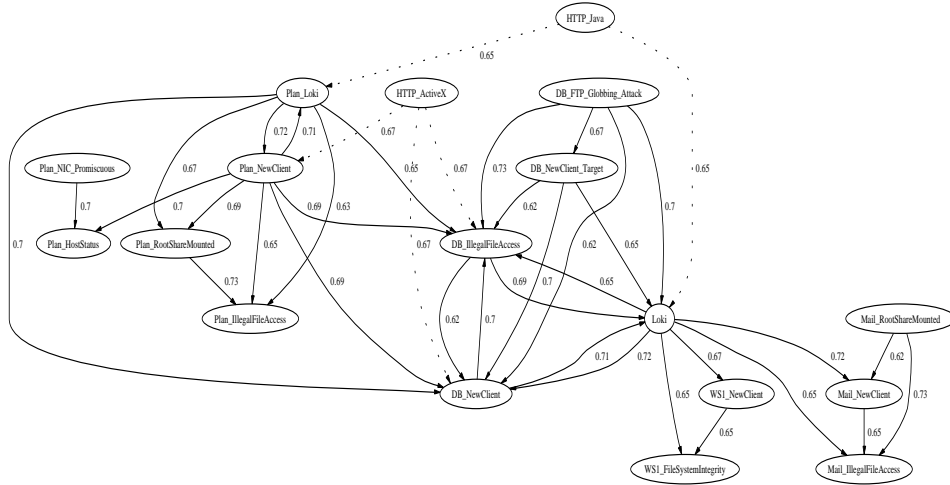 HTTP_Java
0.65
Plan_Loki
HTTP_ActiveX
DB_FTP_Globbing_Attack
0.72
0.71
0.67
0.67
Plan_NIC_Promiscuous
Plan_NewClient
0.67
0.65
0.67
0.73
DB_NewClient_Target
0.65
0.7
0.7
0.69
0.69
0.63
0.62
0.7
Plan_HostStatus
Plan_RootShareMounted
DB_IllegalFileAccess
0.7
0.65
0.67
0.62
0.65
0.73
0.69
0.69
0.7
0.65
Plan_IllegalFileAccess
0.62
0.7
Loki
Mail_RootShareMounted
0.71
0.72
0.67
0.72
0.62
DB_NewClient
0.65
WS1_NewClient
0.65
Mail_NewClient
0.73
0.65
0.65
WS1_FileSystemIntegrity
Mail_IllegalFileAccess